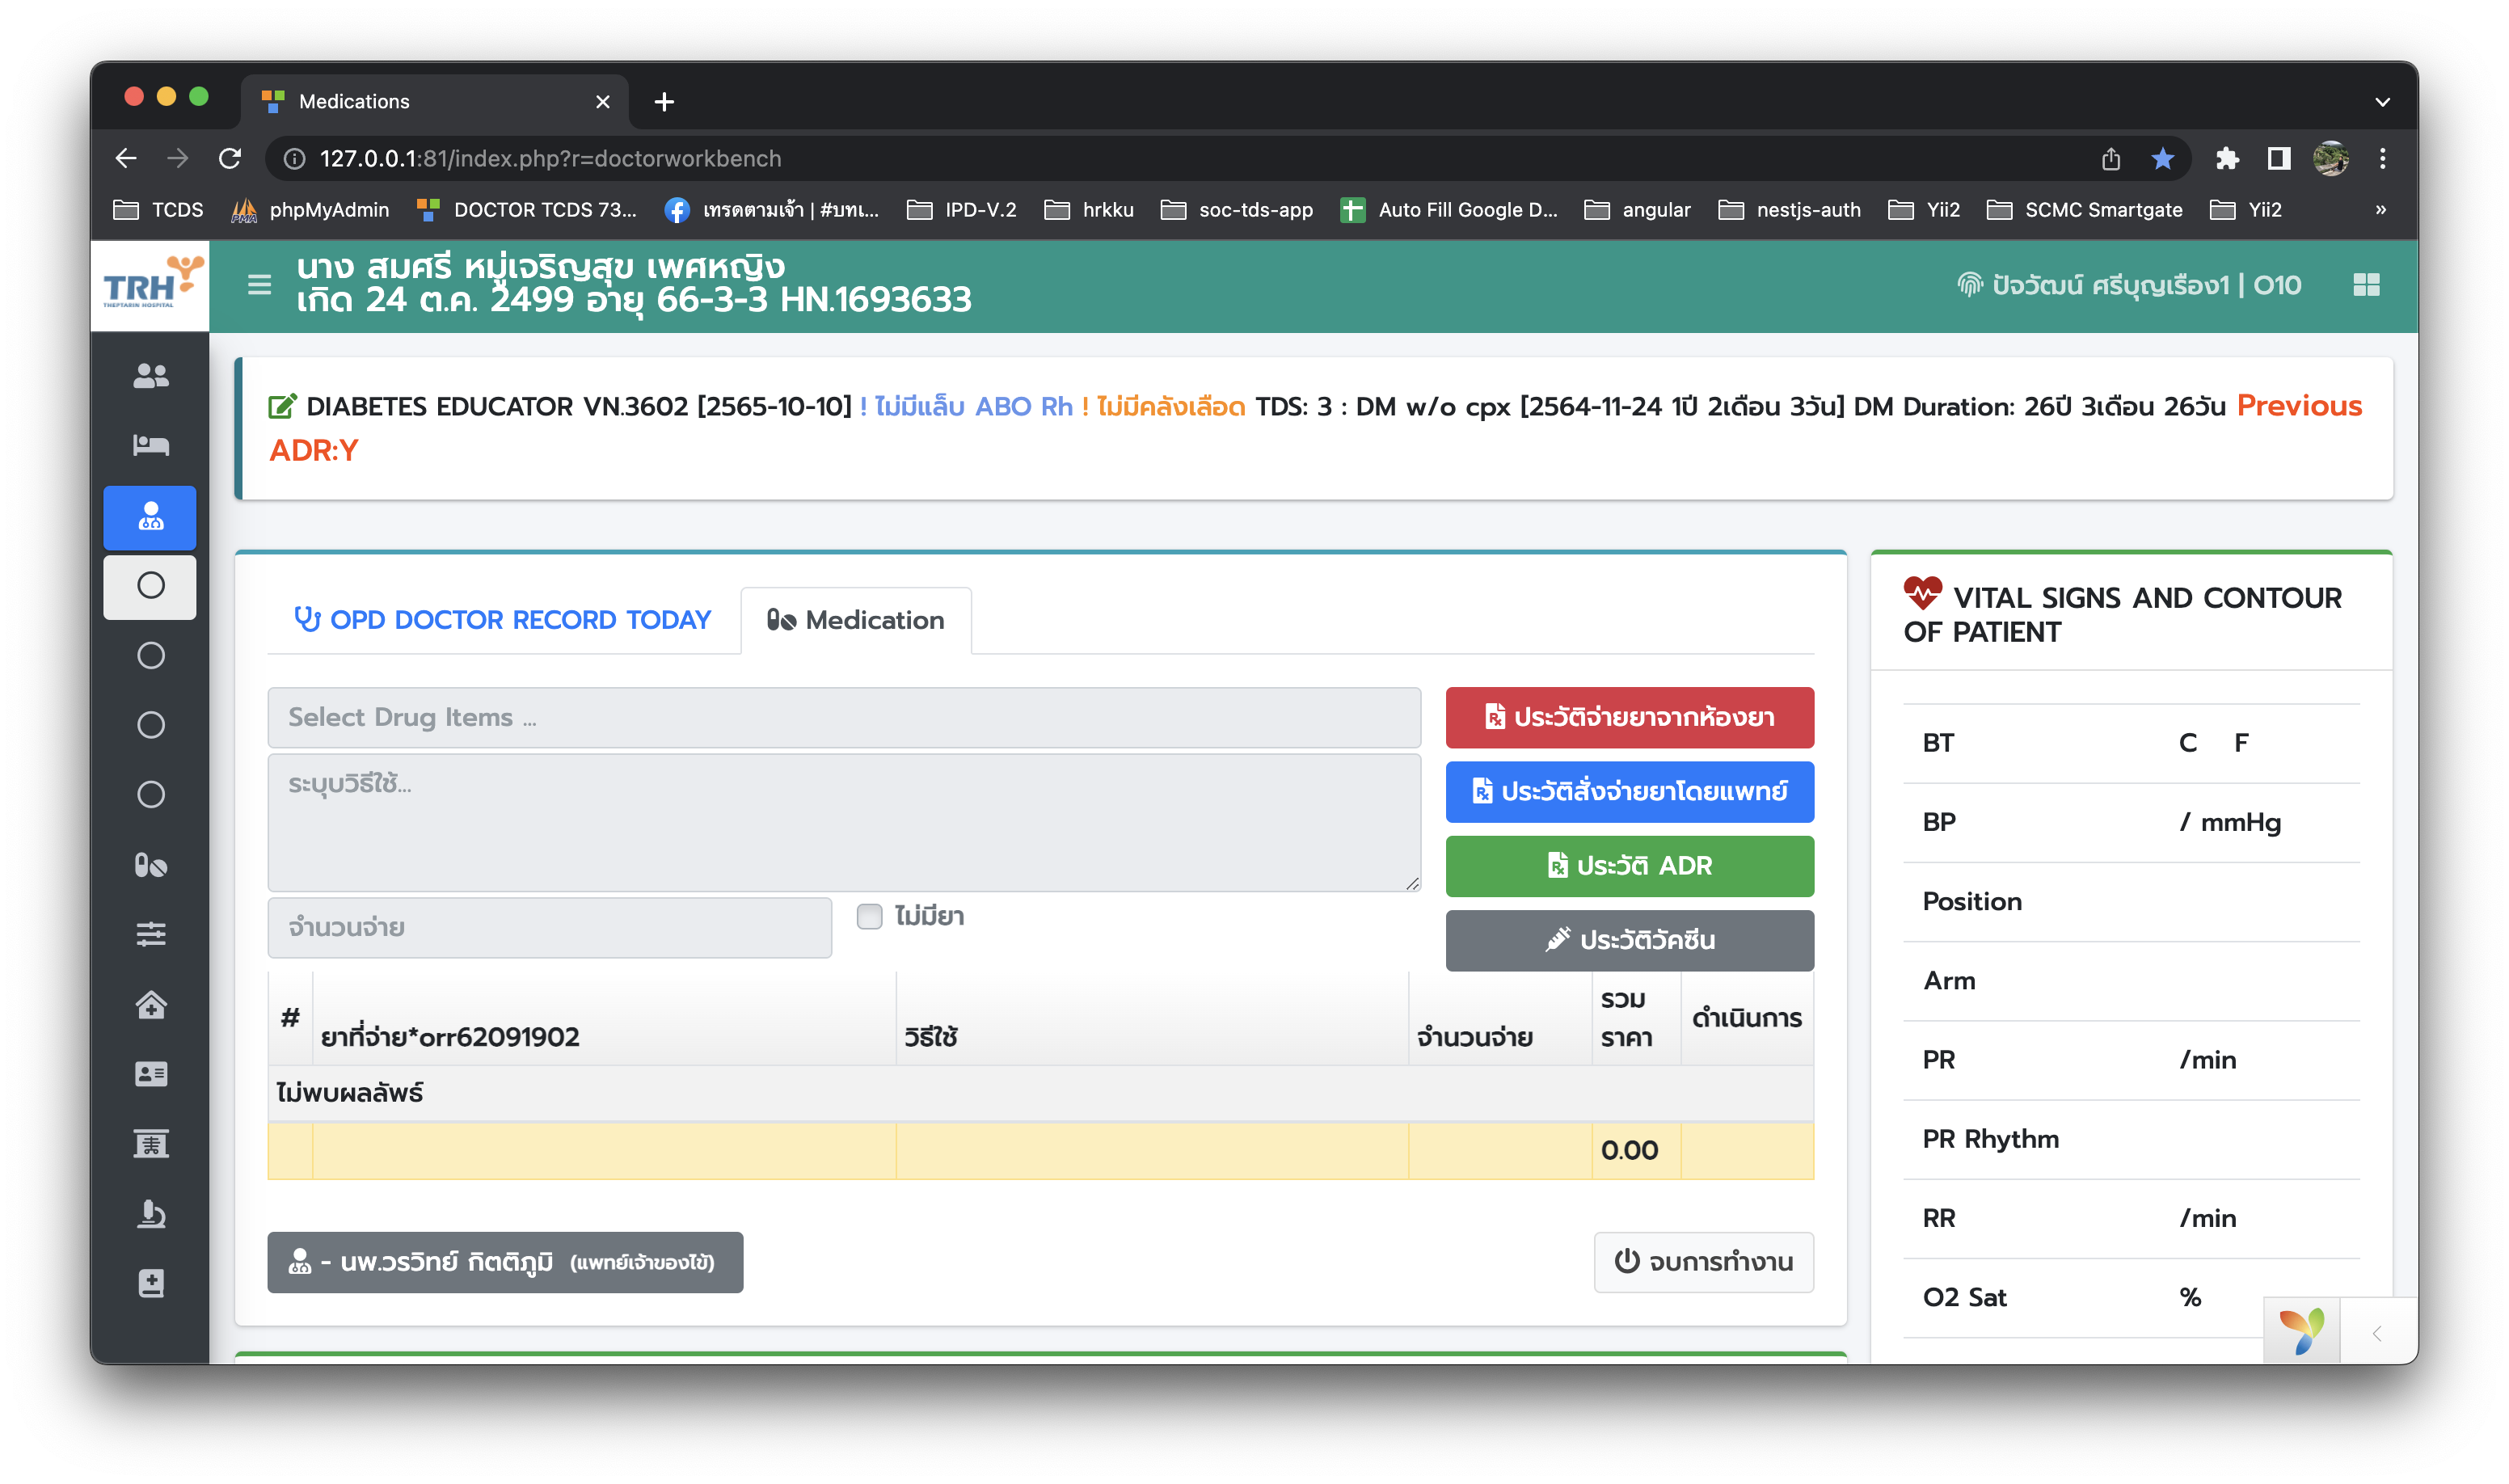 Medications
127.0.0.1:81/index.php?r=doctorworkbench
TCDS
phpMyAdmin
DOCTOR TCDS 73...
เทรดตามเจ้า | #บทเ...
IPD-V.2
hrkku
soc-tds-app
Auto Fill Google D...
angular
nestjs-auth
Yii2
SCMC Smartgate
Yii2
»
TRH
THEPTARIN HOSPITAL
นาง สมศรี หมู่เจริญสุข เพศหญิง
เกิด 24 ต.ค. 2499 อายุ 66-3-3 HN.1693633
ปัจวัฒน์ ศรีบุญเรือง1 | O10
DIABETES EDUCATOR VN.3602 [2565-10-10] ! ไม่มีแล็บ ABO Rh ! ไม่มีคลังเลือด TDS: 3 : DM w/o cpx [2564-11-24 1ปี 2เดือน 3วัน] DM Duration: 26ปี 3เดือน 26วัน Previous
ADR:Y
OPD DOCTOR RECORD TODAY
Medication
Select Drug Items ...
ระบุบวิธีใช้...
จำนวนจ่าย
ไม่มียา
ประวัติจ่ายยาจากห้องยา
ประวัติสั่งจ่ายยาโดยแพทย์
ประวัติ ADR
ประวัติวัคซีน
#
ยาที่จ่าย*orr62091902
วิธีใช้
จำนวนจ่าย
รวม
ราคา
ดำเนินการ
ไม่พบผลลัพธ์
0.00
- นพ.วรวิทย์ กิตติภูมิ (แพทย์เจ้าของไข้)
จบการทำงาน
VITAL SIGNS AND CONTOUR
OF PATIENT
BT C F
BP / mmHg
Position
Arm
PR /min
PR Rhythm
RR /min
O2 Sat %